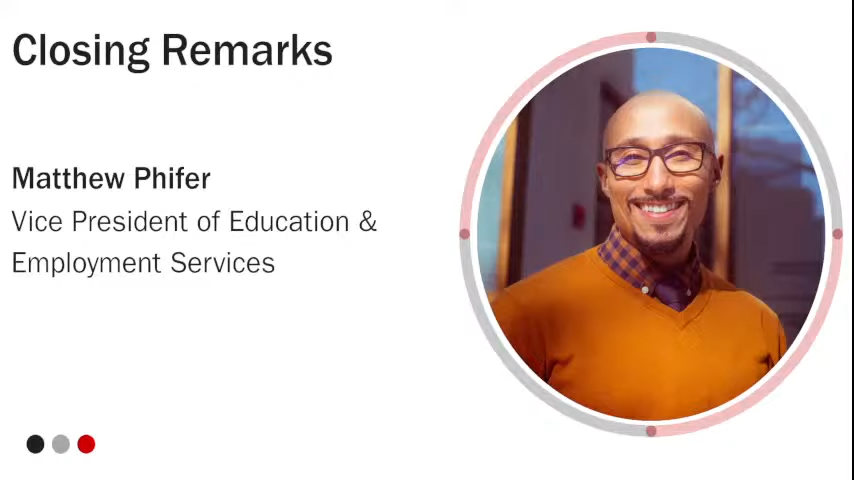 Closing Remarks
Matthew Phifer
Vice President of Education &
Employment Services